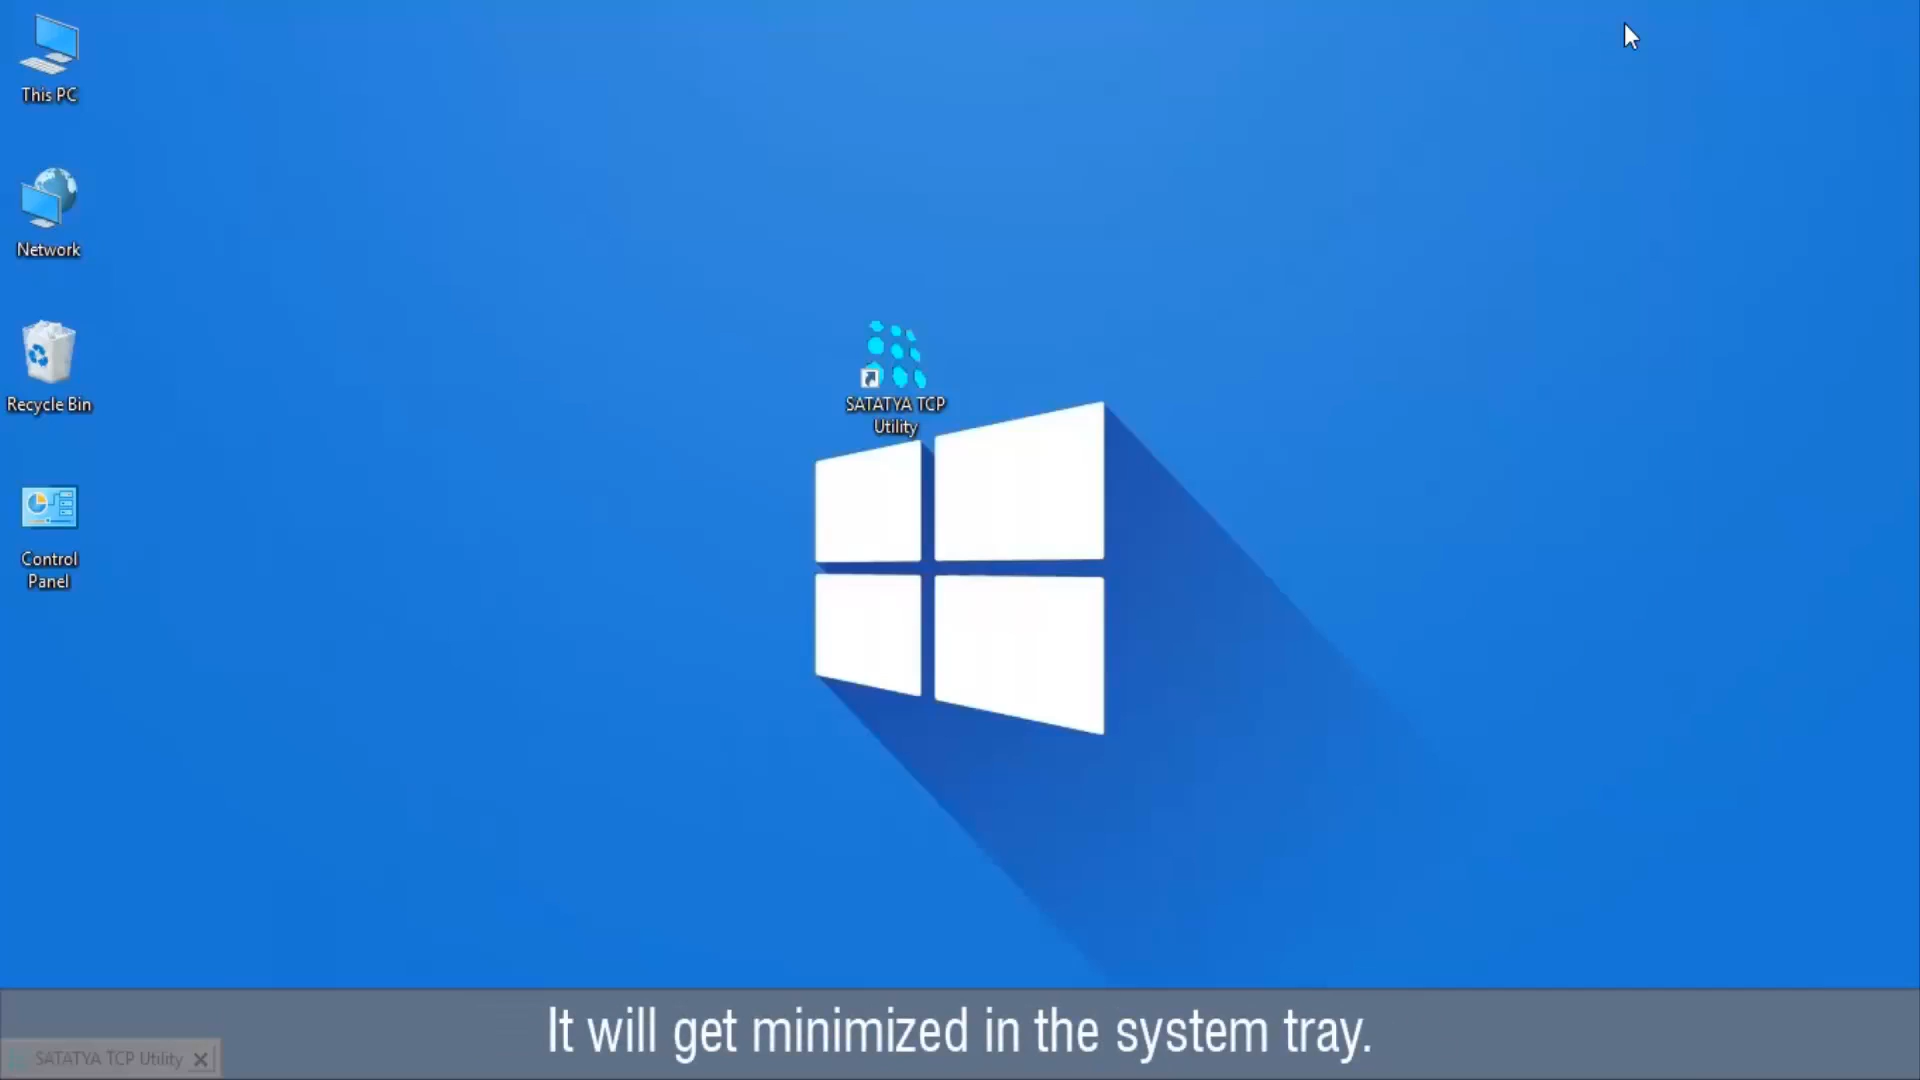 This PC
Network
Recycle Bin
Control
Panel
SATATYA TCP
Utility
It will get minimized in the system tray.
SATATYA TCP Utility